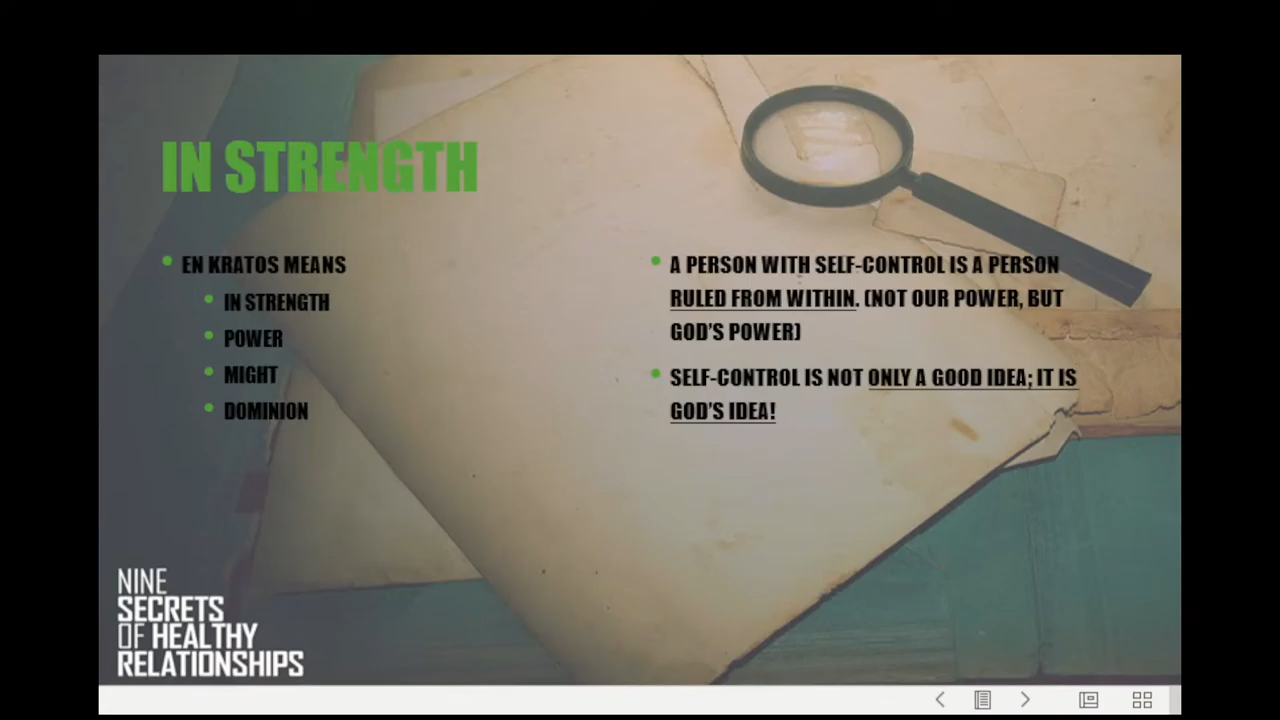 IN STRENGTH
EN KRATOS MEANS
IN STRENGTH
POWER
MIGHT
DOMINION
A PERSON WITH SELF-CONTROL IS A PERSON
RULED FROM WITHIN. (NOT OUR POWER, BUT
GOD'S POWER)
SELF-CONTROL IS NOT ONLY A GOOD IDEA; IT IS
GOD'S IDEA!
NINE
SECRETS
OF HEALTHY
RELATIONSHIPS